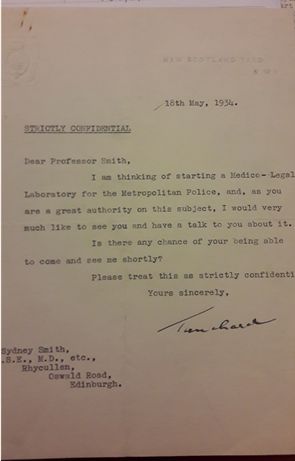 NEW SCOTLAND YARD
18th May, 1934.
STRICTLY CONFIDENTIAL
Dear Professor Smith,
I am thinking of starting a Medico-Legal
Laboratory for the Metropolitan Police, and, as you
are a great authority on this subject, I would very
much like to see you and have a talk to you about it.
Is there any chance of your being able
to come and see me shortly?
Please treat this as strictly confidenti
Yours sincerely,
Trenchard
Sydney Smith,
.S.E., M.D., etc.,
Rhycullen,
Oswald Road,
Edinburgh.